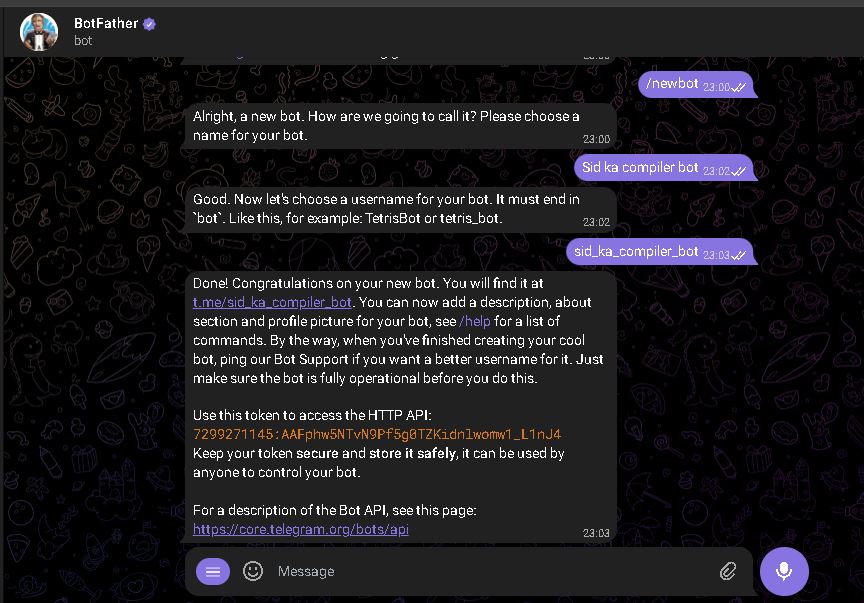 BotFather
bot
/newbot 23:00
Alright, a new bot. How are we going to call it? Please choose a
name for your bot.
23:00
Sid ka compiler bot 23:02
Good. Now let's choose a username for your bot. It must end in
`bot`. Like this, for example: TetrisBot or tetris_bot.
23:02
sid_ka_compiler_bot 23:03
Done! Congratulations on your new bot. You will find it at
t.me/sid_ka_compiler_bot. You can now add a description, about
section and profile picture for your bot, see /help for a list of
commands. By the way, when you've finished creating your cool
bot, ping our Bot Support if you want a better username for it. Just
make sure the bot is fully operational before you do this.
Use this token to access the HTTP API:
7299271145:AAFphw5NTvN9Pf5g0TZKidnlwomw1_L1nJ4
Keep your token secure and store it safely, it can be used by
anyone to control your bot.
For a description of the Bot API, see this page:
https://core.telegram.org/bots/api
23:03
Message